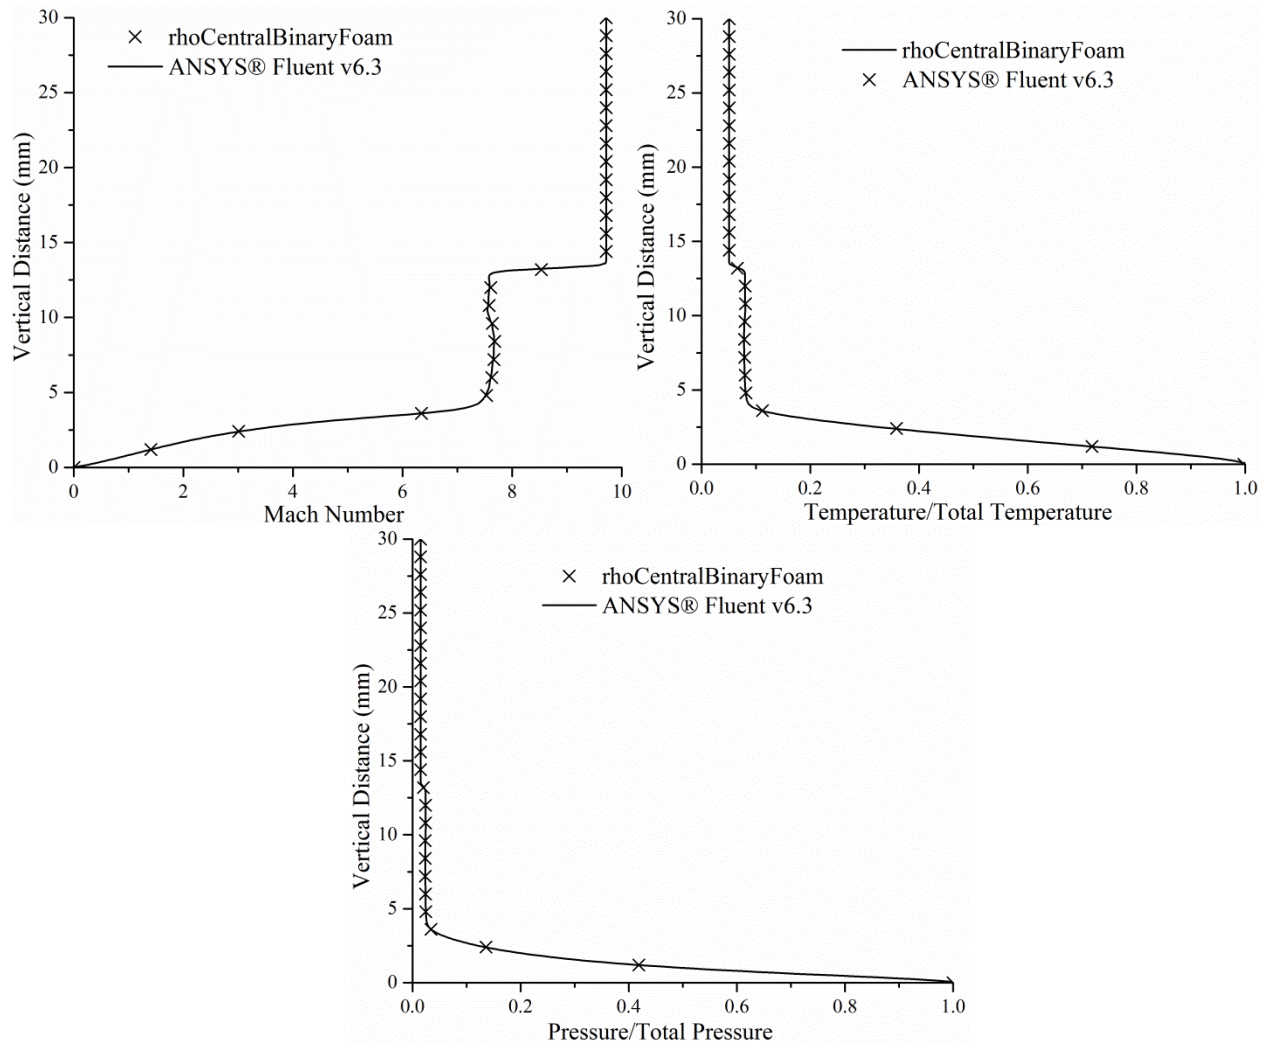 30
25
20
15
10
5
0
Vertical Distance (mm)
rhoCentralBinaryFoam
ANSYS® Fluent v6.3
0 2 4 6 8 10
Mach Number
30
25
20
15
10
5
0
Vertical Distance (mm)
rhoCentralBinaryFoam
ANSYS® Fluent v6.3
0.0 0.2 0.4 0.6 0.8 1.0
Temperature/Total Temperature
30
25
20
15
10
5
0
Vertical Distance (mm)
rhoCentralBinaryFoam
ANSYS® Fluent v6.3
0.0 0.2 0.4 0.6 0.8 1.0
Pressure/Total Pressure